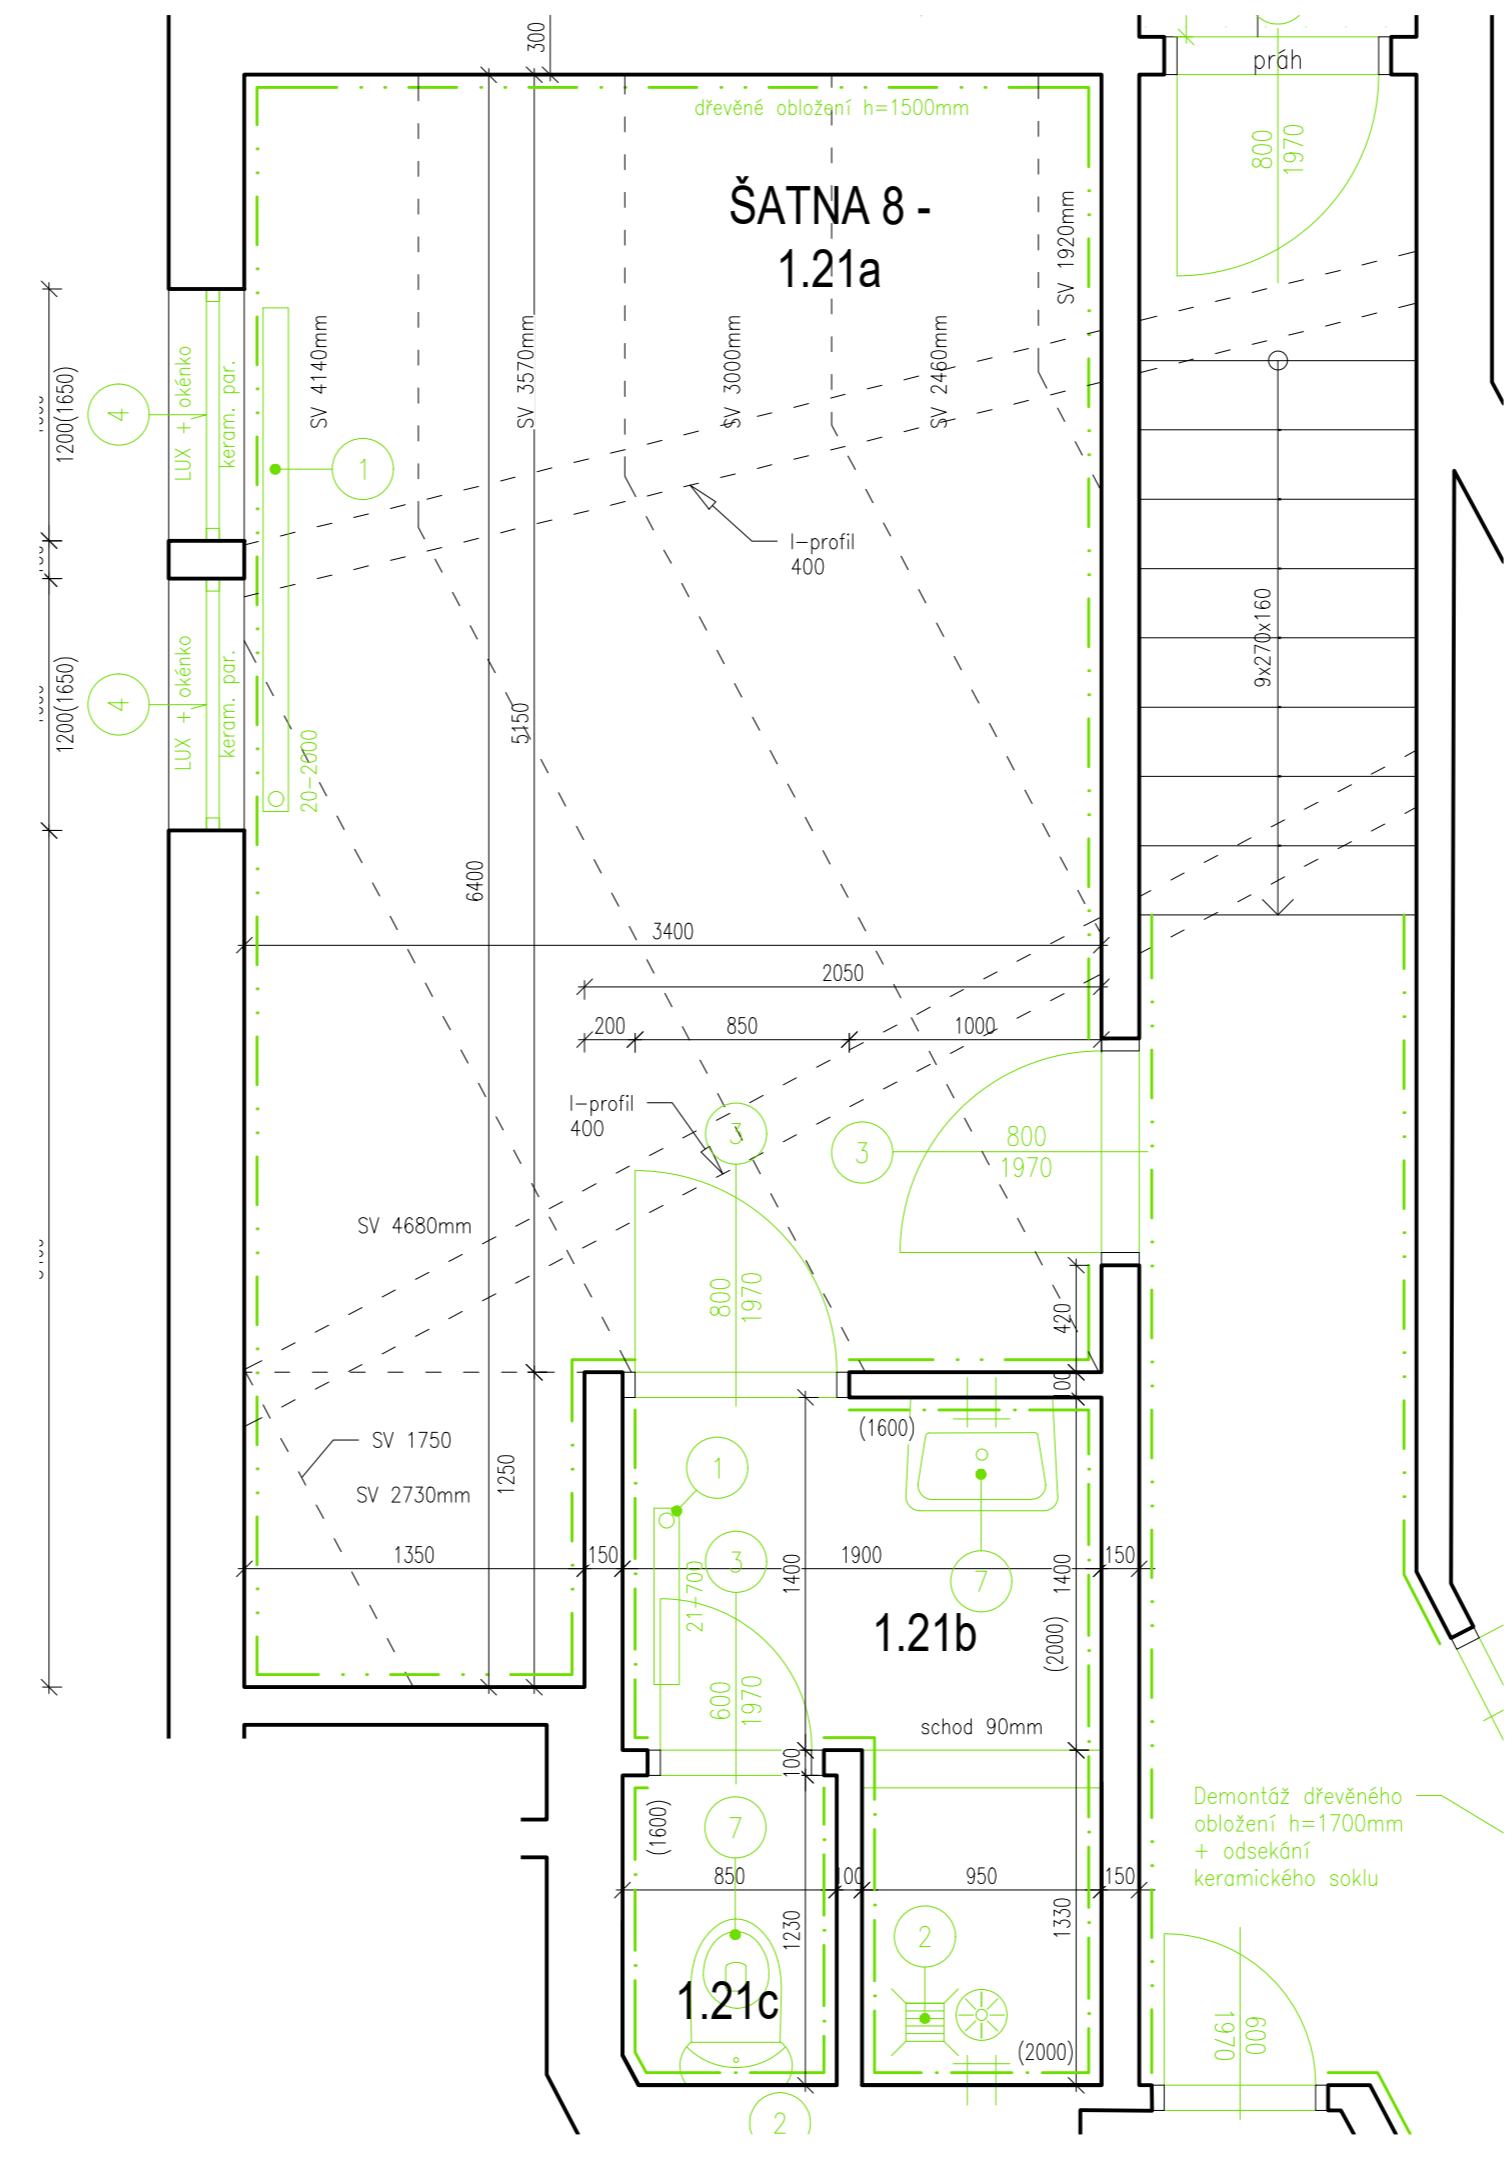 300
práh
dřevěné obložení h=1500mm
800
1970
ŠATNA 8 -
1.21a
SV 1920mm
SV 4140mm
SV 3570mm
SV 3000mm
SV 2460mm
1200(1650)
4
LUX + okénko
keram. par.
1
I-profil
400
9x270x160
1200(1650)
4
LUX + okénko
keram. par.
20-2000
5150
6400
3400
2050
200
850
1000
I-profil
400
3
3
800
1970
SV 4680mm
800
1970
420
100
(1600)
SV 1750
SV 2730mm
1250
1
3
7
1350
150
1400
1900
1400
150
21-700
1.21b
(2000)
600
1970
schod 90mm
100
(1600)
7
Demontáž dřevěného
obložení h=1700mm
+ odsekání
keramického soklu
850
100
950
150
1230
1330
2
1.21c
(2000)
600
1970
2